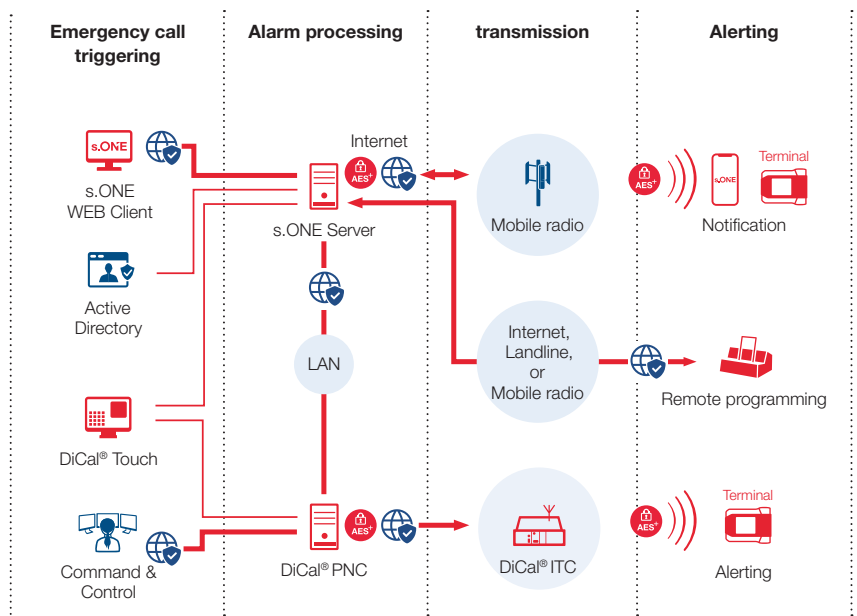 Emergency call
triggering
Alarm processing
transmission
Alerting
s.ONE
s.ONE
WEB Client
Internet
AES+
s.ONE Server
Mobile radio
AES+
s.ONE
Terminal
Notification
Active
Directory
LAN
Internet,
Landline,
or
Mobile radio
Remote programming
DiCal® Touch
Command &
Control
AES+
DiCal® PNC
DiCal® ITC
AES+
Terminal
Alerting